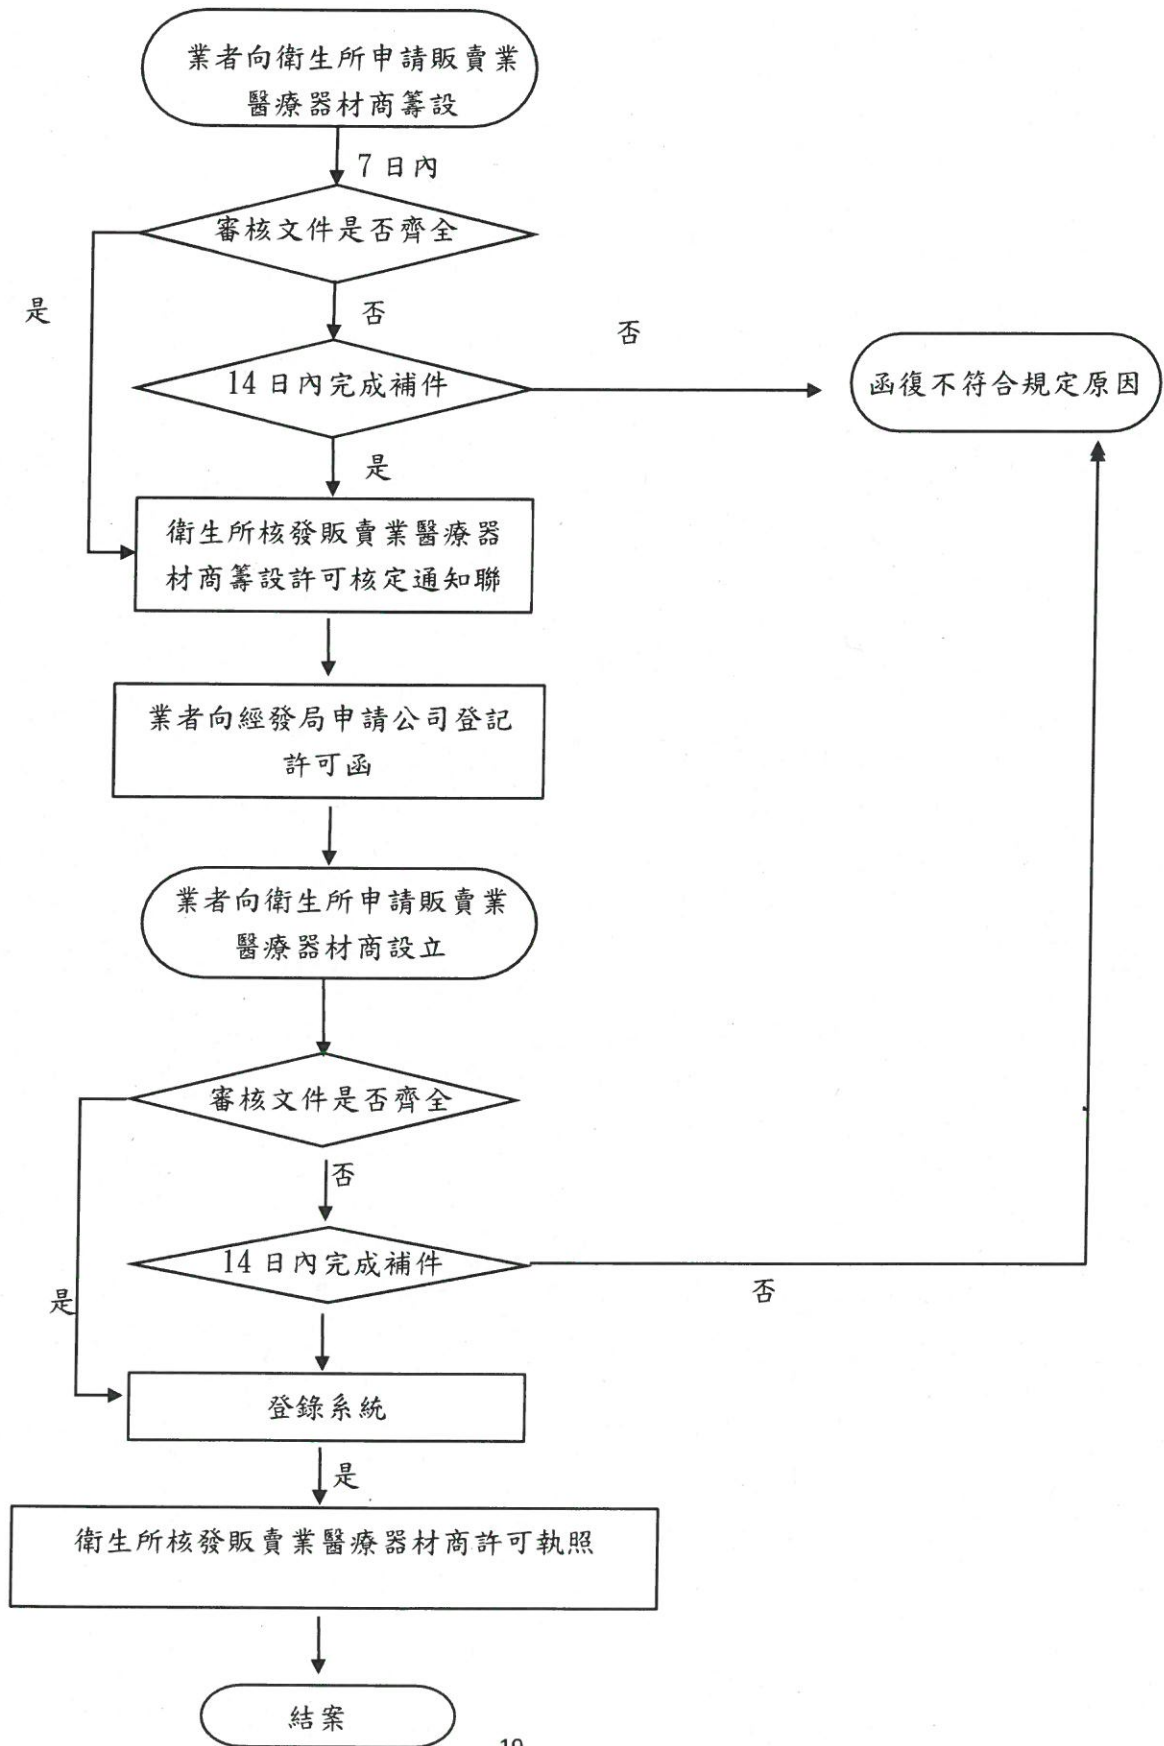 業者向衛生所申請販賣業
醫療器材商籌設
7 日內
審核文件是否齊全
是
否
否
14 日內完成補件
函復不符合規定原因
是
衛生所核發販賣業醫療器
材商籌設許可核定通知聯
業者向經發局申請公司登記
許可函
業者向衛生所申請販賣業
醫療器材商設立
審核文件是否齊全
否
14 日內完成補件
否
是
登錄系統
是
衛生所核發販賣業醫療器材商許可執照
結案